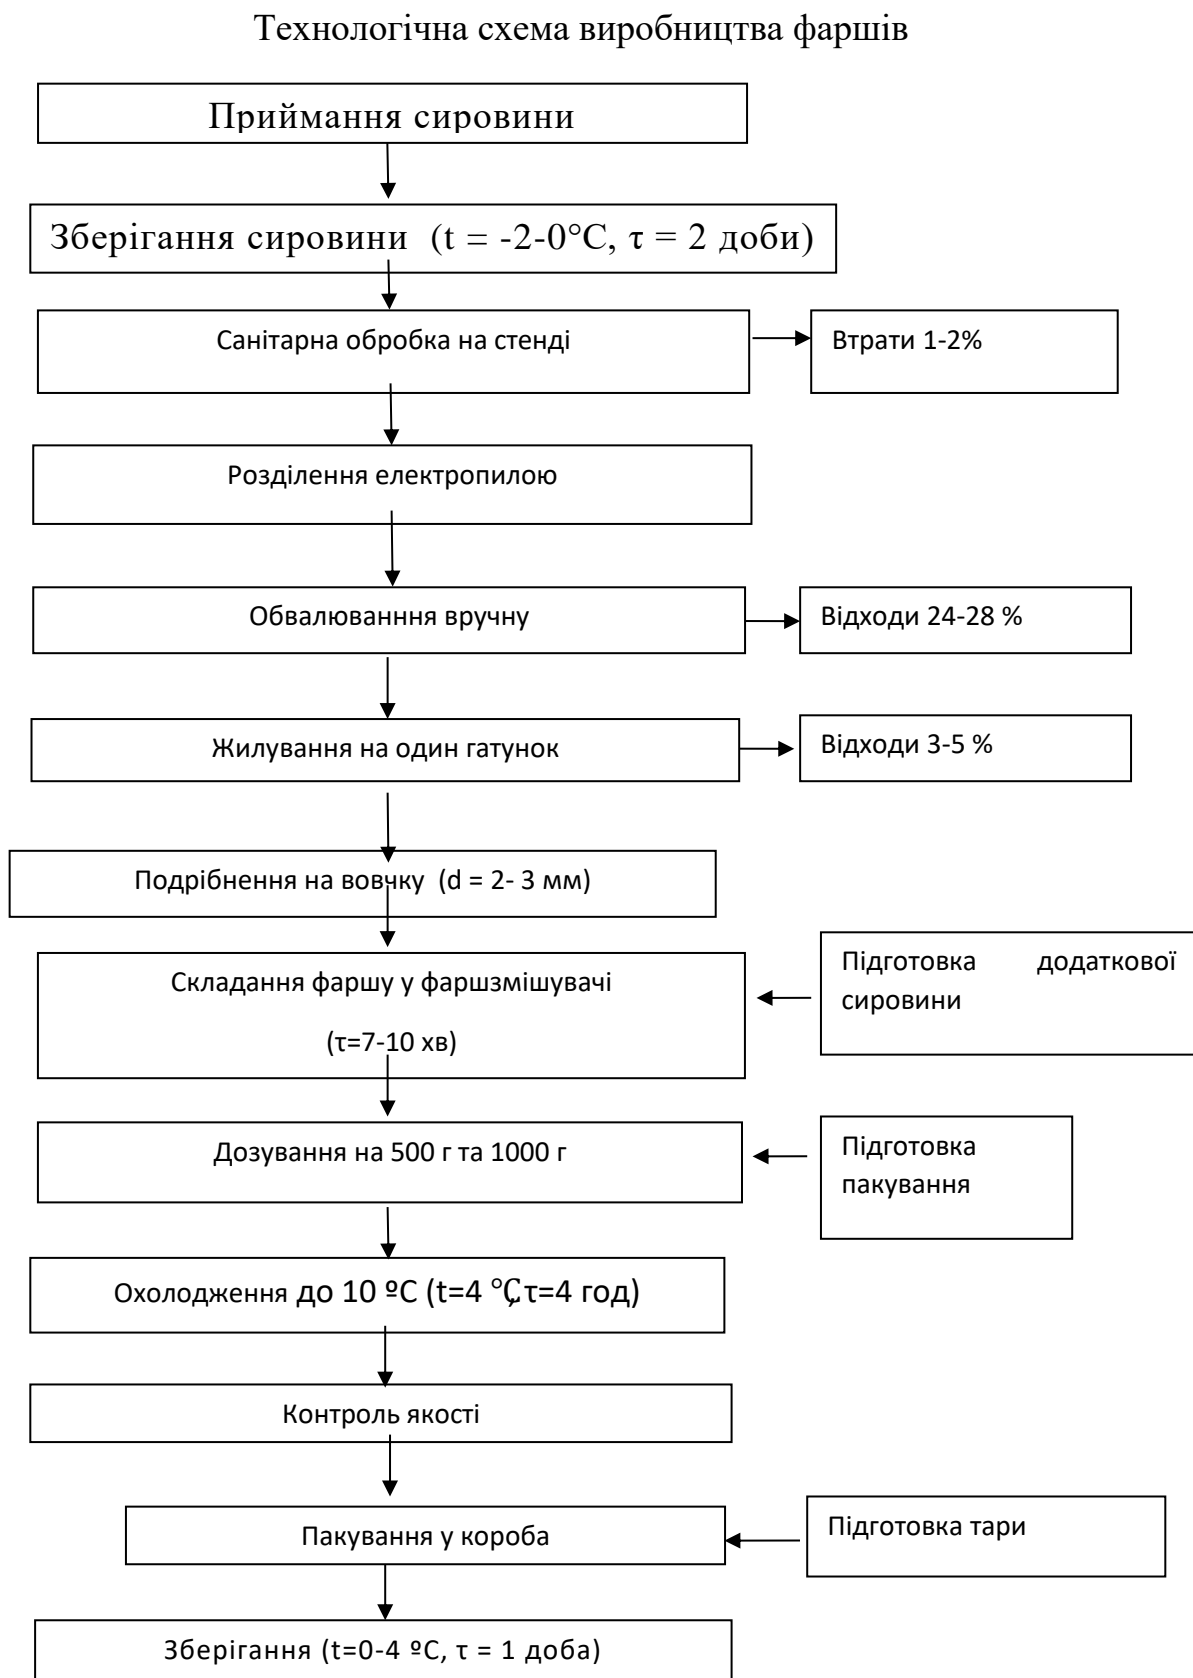 Технологічна схема виробництва фаршів
Приймання сировини
Зберігання сировини (t = -2-0°C, τ = 2 доби)
Санітарна обробка на стенді
Втрати 1-2%
Розділення електропилою
Обвалюванння вручну
Відходи 24-28 %
Жилування на один гатунок
Відходи 3-5 %
Подрібнення на вовчку (d = 2- 3 мм)
Складання фаршу у фаршзмішувачі
(τ=7-10 хв)
Підготовка додаткової
сировини
Дозування на 500 г та 1000 г
Підготовка
пакування
Охолодження до 10 ºС (t=4 °C, τ=4 год)
Контроль якості
Пакування у короба
Підготовка тари
Зберігання (t=0-4 ºС, τ = 1 доба)